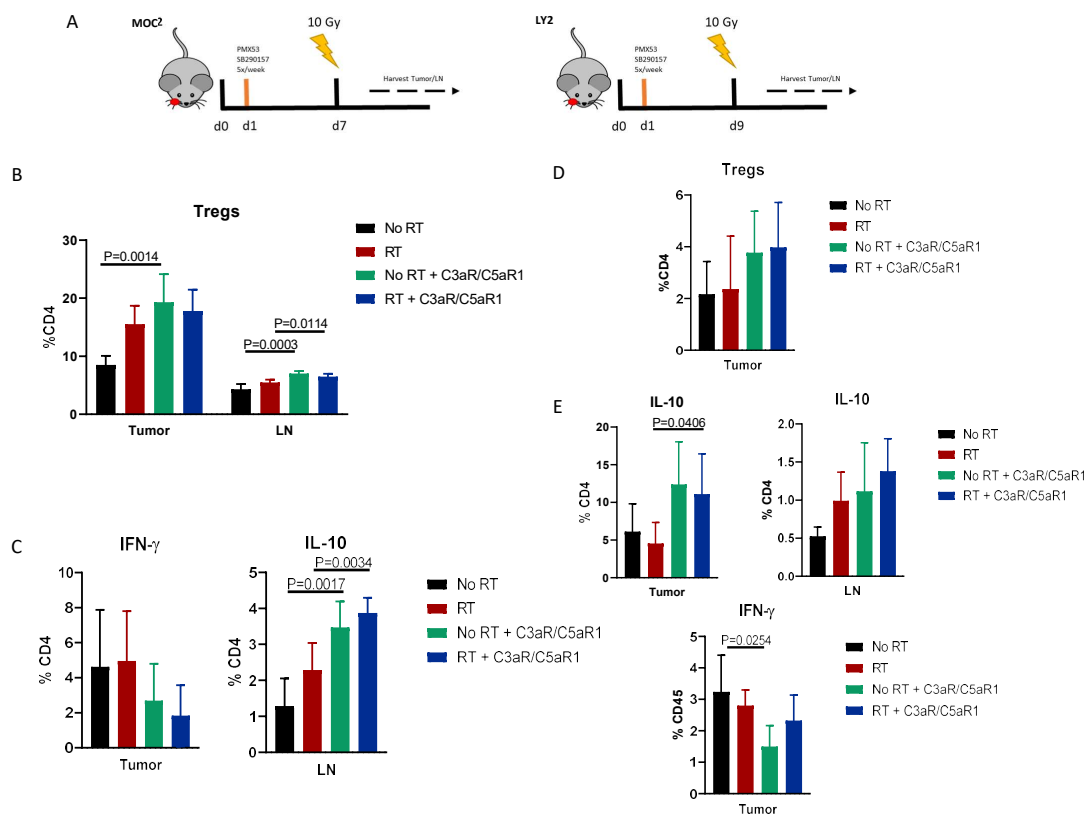 A
MOC2
10 Gy
PMX53
SB290157
5x/week
Harvest Tumor/LN
d0
d1
d7
LY2
10 Gy
PMX53
SB290157
5x/week
Harvest Tumor/LN
d0
d1
d9
B
Tregs
%CD4
30
20
10
0
P=0.0014
P=0.0003
P=0.0114
Tumor
LN
No RT
RT
No RT + C3aR/C5aR1
RT + C3aR/C5aR1
D
Tregs
%CD4
6
4
2
0
Tumor
No RT
RT
No RT + C3aR/C5aR1
RT + C3aR/C5aR1
C
IFN-γ
% CD4
10
8
6
4
2
0
Tumor
IL-10
% CD4
5
4
3
2
1
0
P=0.0034
P=0.0017
LN
No RT
RT
No RT + C3aR/C5aR1
RT + C3aR/C5aR1
E
IL-10
% CD4
20
15
10
5
0
P=0.0406
Tumor
IL-10
% CD4
2.0
1.5
1.0
0.5
0.0
LN
No RT
RT
No RT + C3aR/C5aR1
RT + C3aR/C5aR1
IFN-γ
% CD45
5
4
3
2
1
0
P=0.0254
Tumor
No RT
RT
No RT + C3aR/C5aR1
RT + C3aR/C5aR1